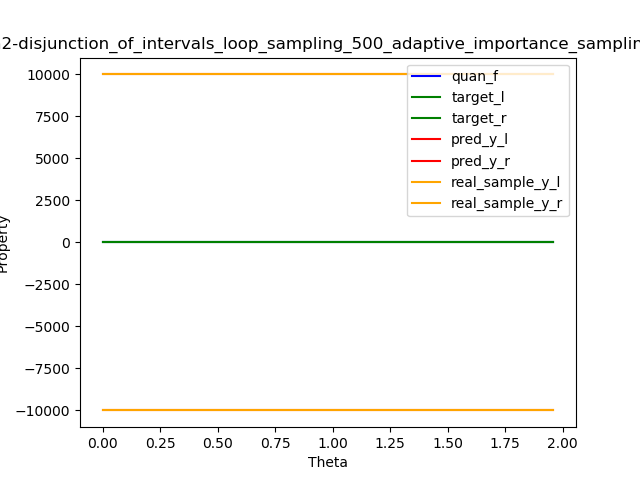 2-disjunction_of_intervals_loop_sampling_500_adaptive_importance_samplin
10000
7500
5000
2500
0
−2500
−5000
−7500
−10000
Property
quan_f
target_l
target_r
pred_y_l
pred_y_r
real_sample_y_l
real_sample_y_r
0.00 0.25 0.50 0.75 1.00 1.25 1.50 1.75 2.00
Theta